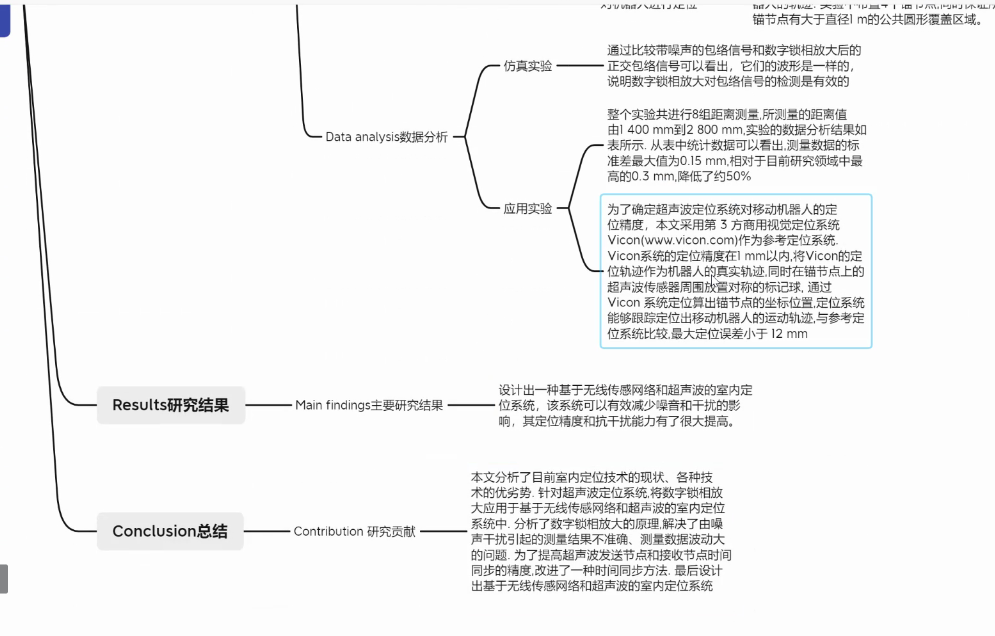 对机器人进行定位
器人的轨迹. 实验中布置4个锚节点,同时保证所
锚节点有大于直径1 m的公共圆形覆盖区域。
Data analysis数据分析
仿真实验
通过比较带噪声的包络信号和数字锁相放大后的
正交包络信号可以看出，它们的波形是一样的，
说明数字锁相放大对包络信号的检测是有效的
应用实验
整个实验共进行8组距离测量,所测量的距离值
由1 400 mm到2 800 mm,实验的数据分析结果如
表所示. 从表中统计数据可以看出,测量数据的标
准差最大值为0.15 mm,相对于目前研究领域中最
高的0.3 mm,降低了约50%
为了确定超声波定位系统对移动机器人的定
位精度，本文采用第 3 方商用视觉定位系统
Vicon(www.vicon.com)作为参考定位系统.
Vicon系统的定位精度在1 mm以内,将Vicon的定
位轨迹作为机器人的真实轨迹,同时在锚节点上的
超声波传感器周围放置对称的标记球, 通过
Vicon 系统定位算出锚节点的坐标位置,定位系统
能够跟踪定位出移动机器人的运动轨迹,与参考定
位系统比较,最大定位误差小于 12 mm
Results研究结果
Main findings主要研究结果
设计出一种基于无线传感网络和超声波的室内定
位系统，该系统可以有效减少噪音和干扰的影
响，其定位精度和抗干扰能力有了很大提高。
Conclusion总结
Contribution 研究贡献
本文分析了目前室内定位技术的现状、各种技
术的优劣势. 针对超声波定位系统,将数字锁相放
大应用于基于无线传感网络和超声波的室内定位
系统中. 分析了数字锁相放大的原理,解决了由噪
声干扰引起的测量结果不准确、测量数据波动大
的问题. 为了提高超声波发送节点和接收节点时间
同步的精度,改进了一种时间同步方法. 最后设计
出基于无线传感网络和超声波的室内定位系统